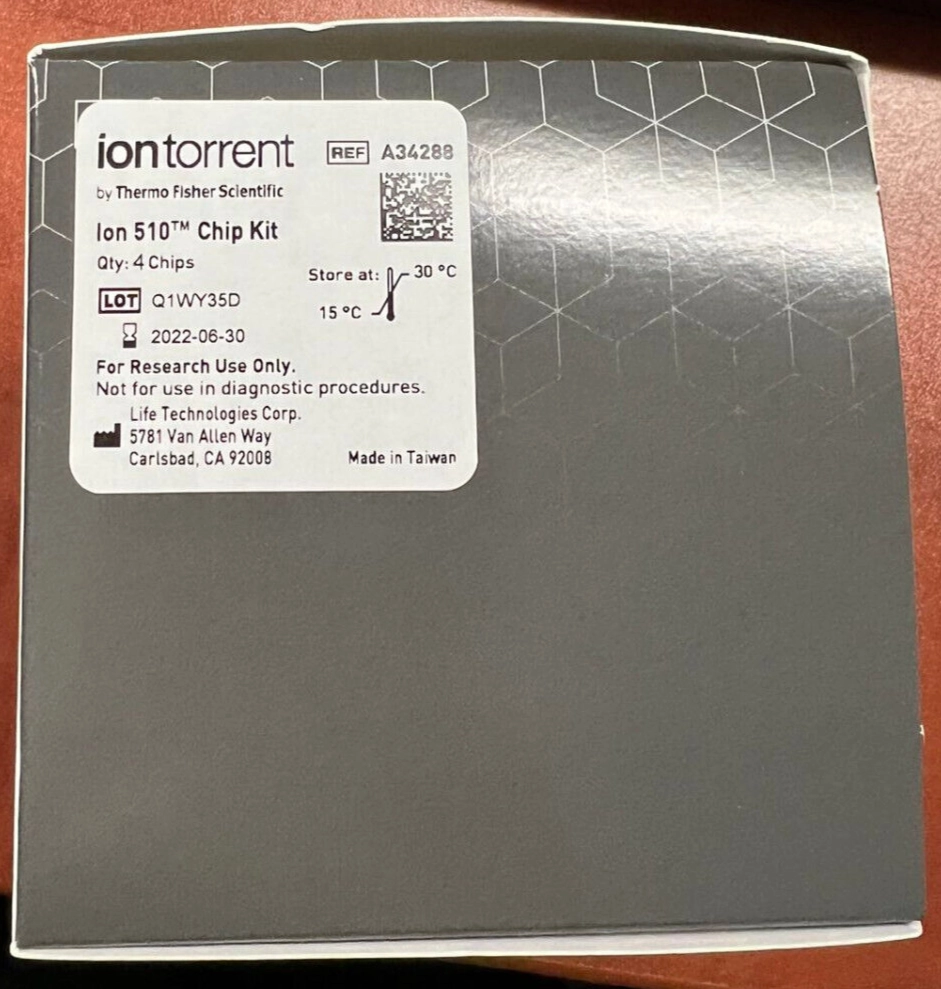 iontorrent
REF A34288
by Thermo Fisher Scientific
Ion 510™ Chip Kit
Qty: 4 Chips
Store at: 30 °C
15 °C
LOT Q1WY35D
2022-06-30
For Research Use Only.
Not for use in diagnostic procedures.
Life Technologies Corp.
5781 Van Allen Way
Carlsbad, CA 92008
Made in Taiwan